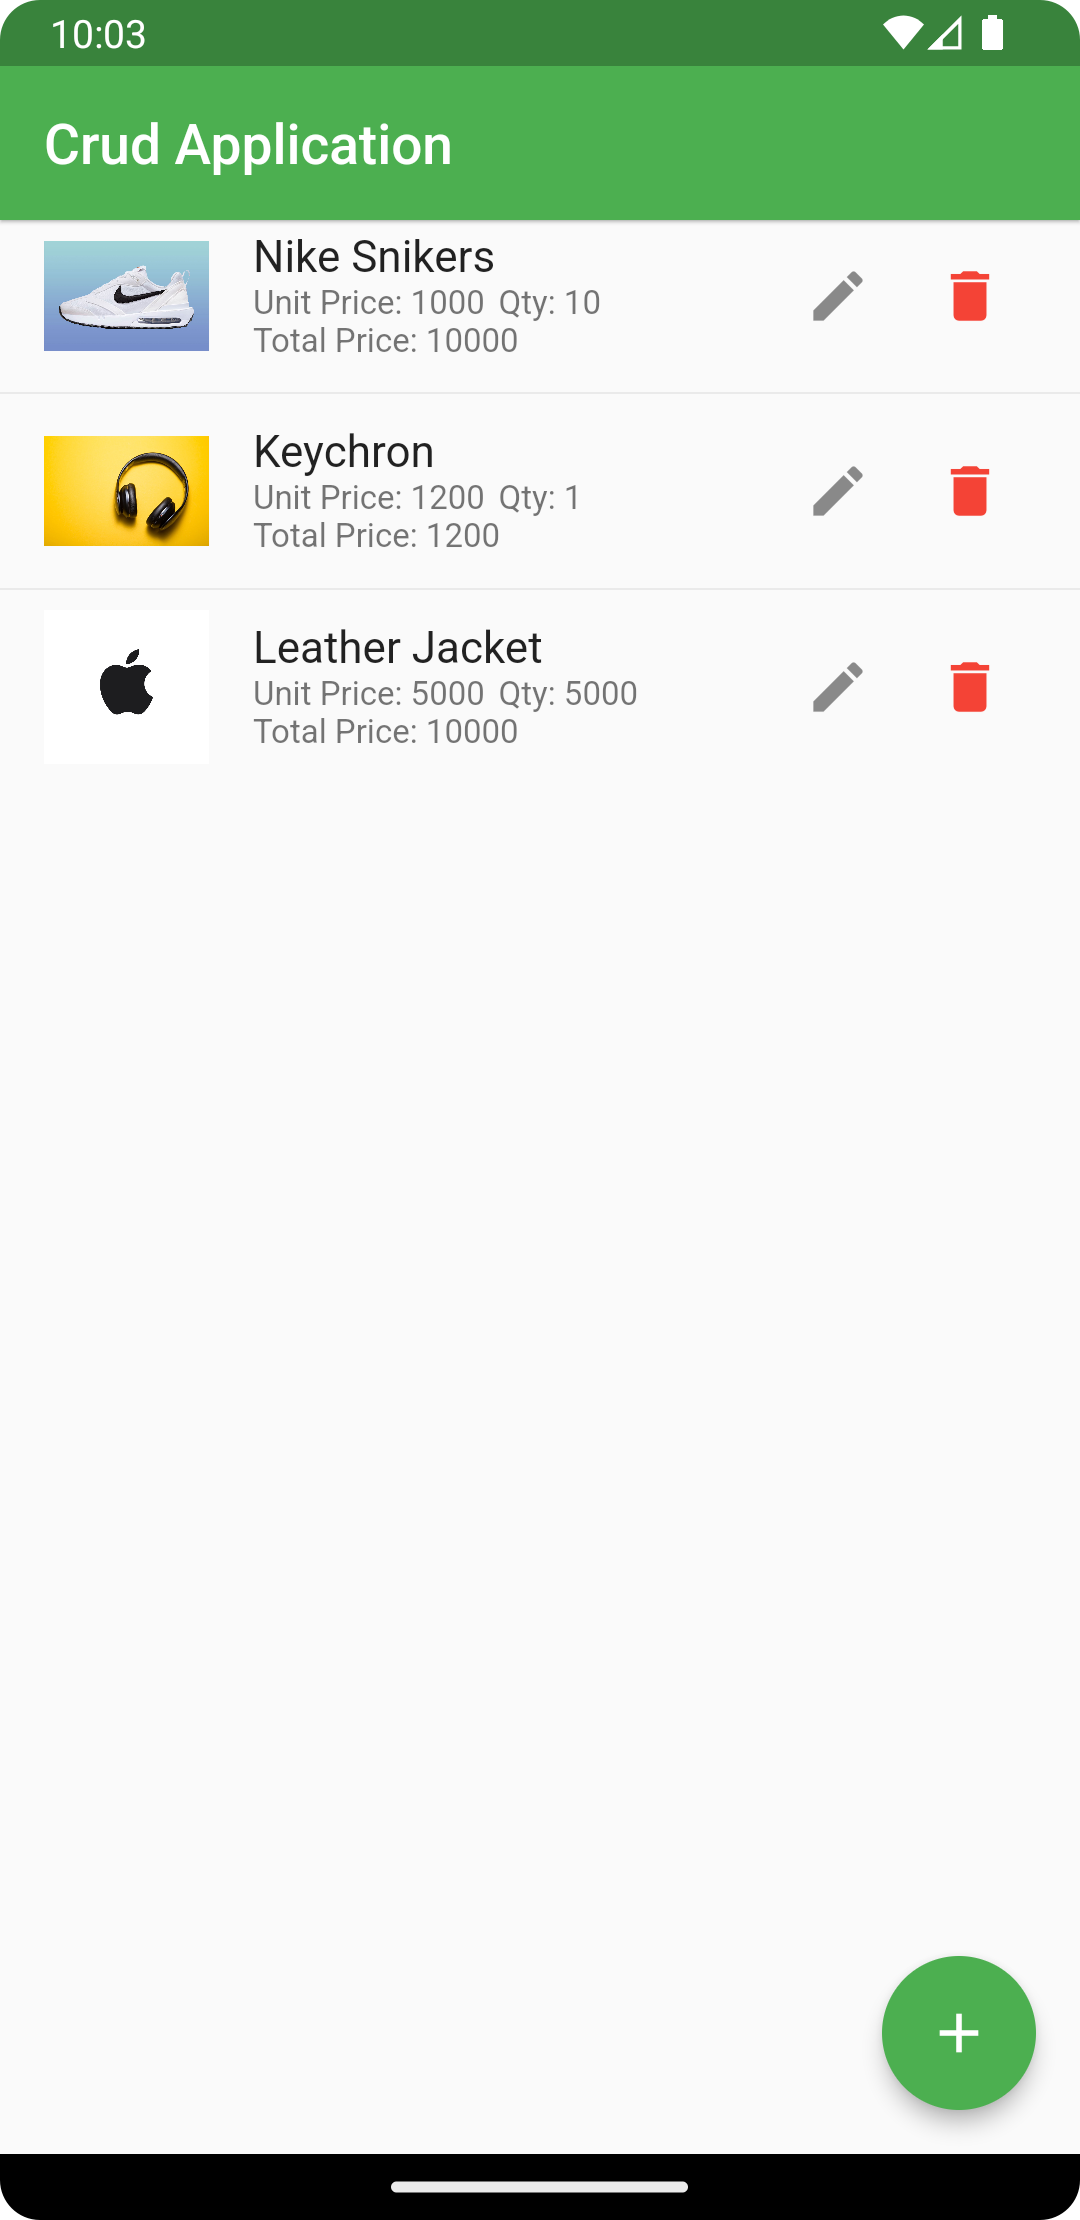 10:03
Crud Application
Nike Snikers
Unit Price: 1000 Qty: 10
Total Price: 10000
Keychron
Unit Price: 1200 Qty: 1
Total Price: 1200
Leather Jacket
Unit Price: 5000 Qty: 5000
Total Price: 10000